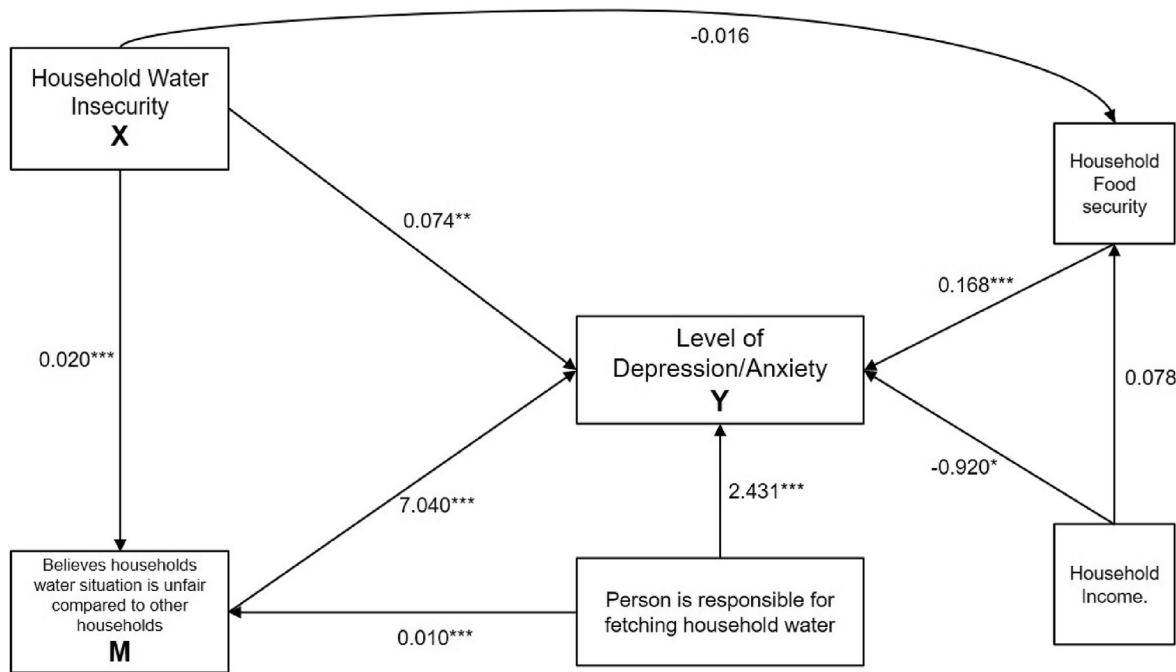 -0.016
Household Water
Insecurity
X
Household
Food
security
0.074**
0.168***
Level of
Depression/Anxiety
Y
0.020***
0.078
-0.920*
7.040***
2.431***
Believes households
water situation is unfair
compared to other
households
M
Person is responsible for
fetching household water
Household
Income.
0.010***